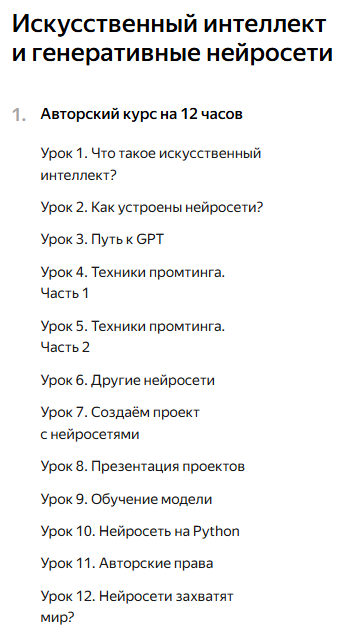 Искусственный интеллект
и генеративные нейросети
1. Авторский курс на 12 часов
Урок 1. Что такое искусственный
интеллект?
Урок 2. Как устроены нейросети?
Урок 3. Путь к GPT
Урок 4. Техники промтинга.
Часть 1
Урок 5. Техники промтинга.
Часть 2
Урок 6. Другие нейросети
Урок 7. Создаём проект
с нейросетями
Урок 8. Презентация проектов
Урок 9. Обучение модели
Урок 10. Нейросеть на Python
Урок 11. Авторские права
Урок 12. Нейросети захватят
мир?